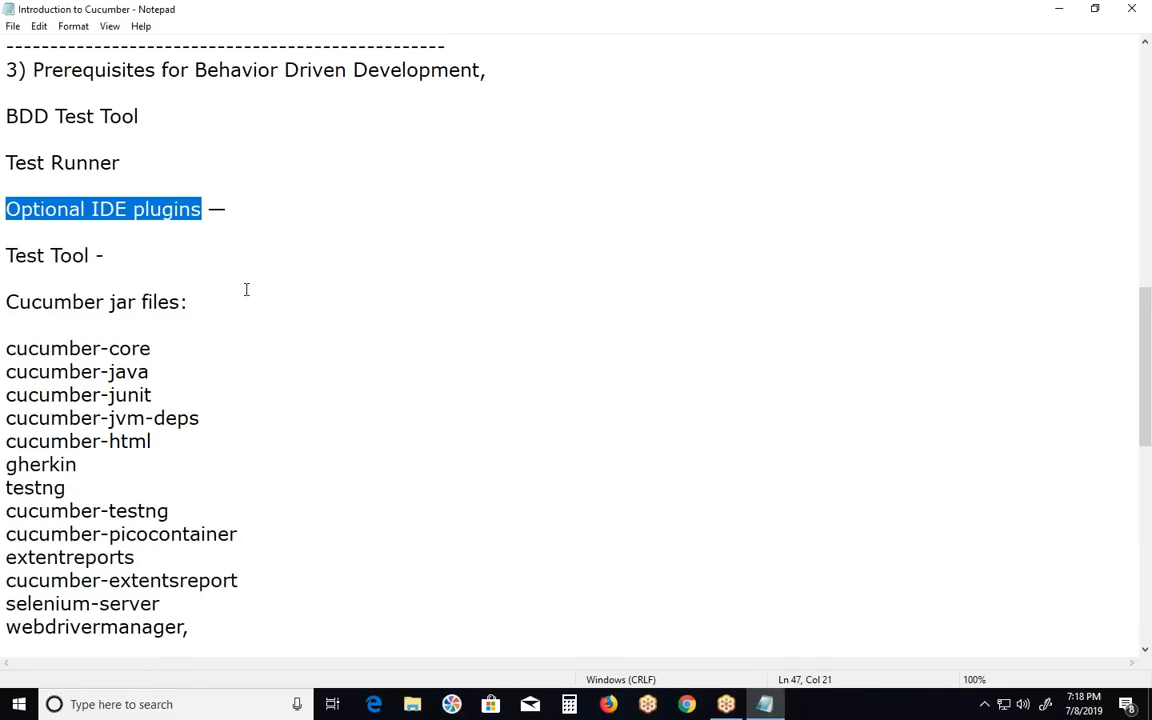 Introduction to Cucumber - Notepad
File Edit Format View Help
--------------------------------------------------
3) Prerequisites for Behavior Driven Development,
BDD Test Tool
Test Runner
Optional IDE plugins —
Test Tool -
Cucumber jar files:
cucumber-core
cucumber-java
cucumber-junit
cucumber-jvm-deps
cucumber-html
gherkin
testng
cucumber-testng
cucumber-picocontainer
extentreports
cucumber-extentsreport
selenium-server
webdrivermanager,
Windows (CRLF) Ln 47, Col 21 100%
Type here to search
7:18 PM
7/8/2019
8